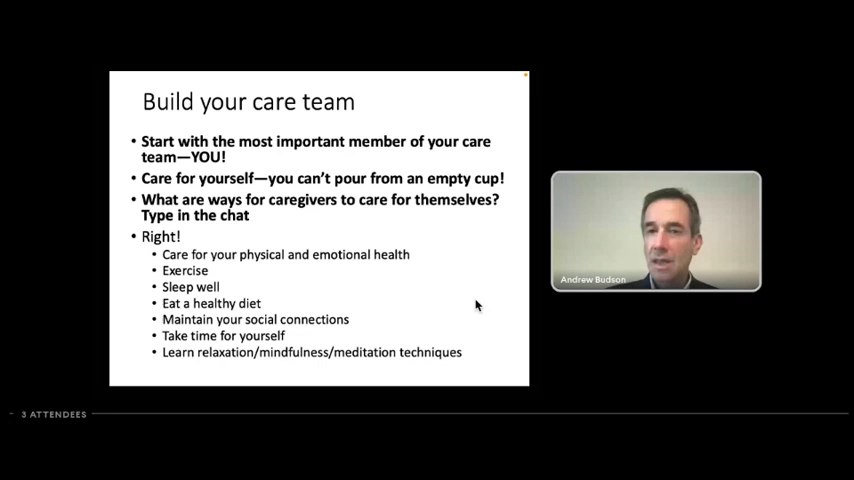 Build your care team
• Start with the most important member of your care
team—YOU!
• Care for yourself—you can't pour from an empty cup!
• What are ways for caregivers to care for themselves?
Type in the chat
• Right!
• Care for your physical and emotional health
• Exercise
• Sleep well
• Eat a healthy diet
• Maintain your social connections
• Take time for yourself
• Learn relaxation/mindfulness/meditation techniques
Andrew Budson
3 ATTENDEES